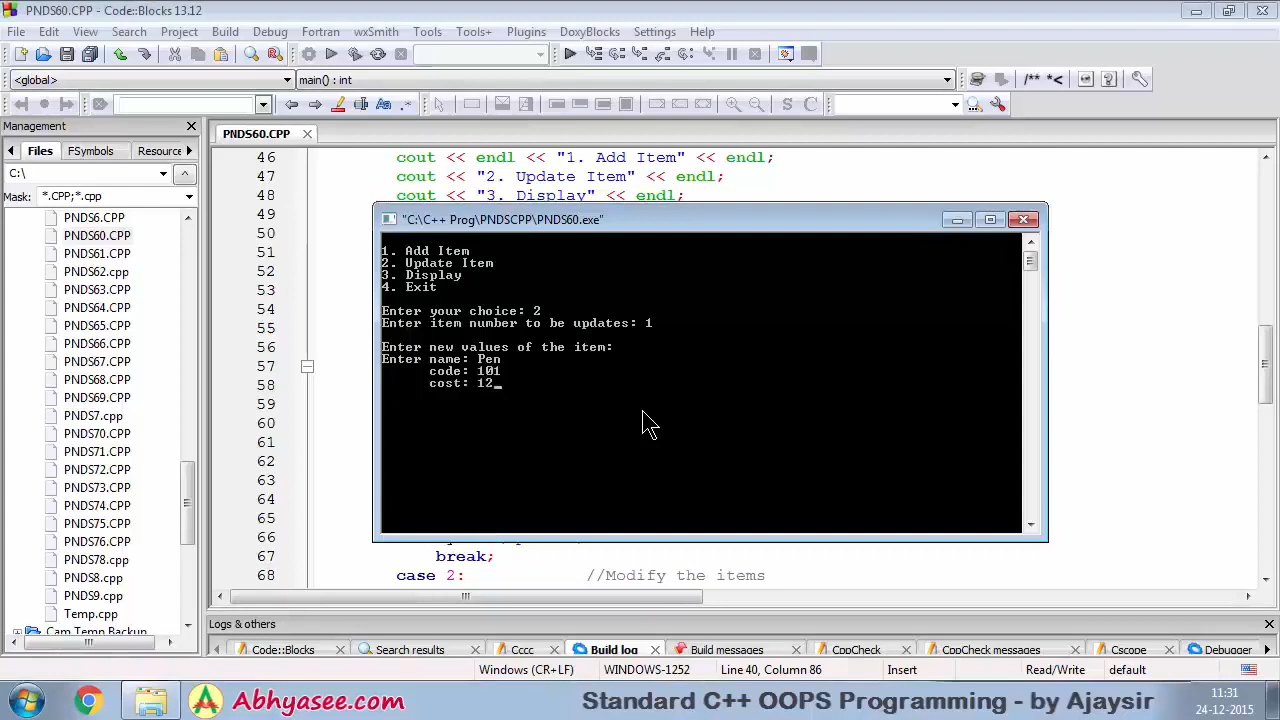 PNDS60.CPP - Code::Blocks 13.12
File Edit View Search Project Build Debug Fortran wxSmith Tools Tools+ Plugins DoxyBlocks Settings Help
<global> main() : int /** *<
Management
Files FSymbols Resource
C:\
Mask: *.CPP;*.cpp
PNDS6.CPP
PNDS60.CPP
PNDS61.CPP
PNDS62.cpp
PNDS63.CPP
PNDS64.CPP
PNDS65.CPP
PNDS66.CPP
PNDS67.CPP
PNDS68.CPP
PNDS69.CPP
PNDS7.cpp
PNDS70.CPP
PNDS71.CPP
PNDS72.CPP
PNDS73.CPP
PNDS74.CPP
PNDS75.CPP
PNDS76.CPP
PNDS78.cpp
PNDS8.cpp
PNDS9.cpp
Temp.cpp
Cam Temp Backup
PNDS60.CPP
46 cout << endl << "1. Add Item" << endl;
47 cout << "2. Update Item" << endl;
48 cout << "3. Display" << endl;
49
50
51
52
53
54
55
56
57
58
59
60
61
62
63
64
65
66
67 break;
68 case 2: //Modify the items
"C:\C++ Prog\PNDSCPP\PNDS60.exe"
1. Add Item
2. Update Item
3. Display
4. Exit
Enter your choice: 2
Enter item number to be updates: 1
Enter new values of the item:
Enter name: Pen
code: 101
cost: 12_
Logs & others
Code::Blocks Search results Cccc Build log Build messages CppCheck CppCheck messages Cscope Debugger
Windows (CR+LF) WINDOWS-1252 Line 40, Column 86 Insert Read/Write default
Abhyasee.com Standard C++ OOPS Programming - by Ajaysir
11:31
24-12-2015